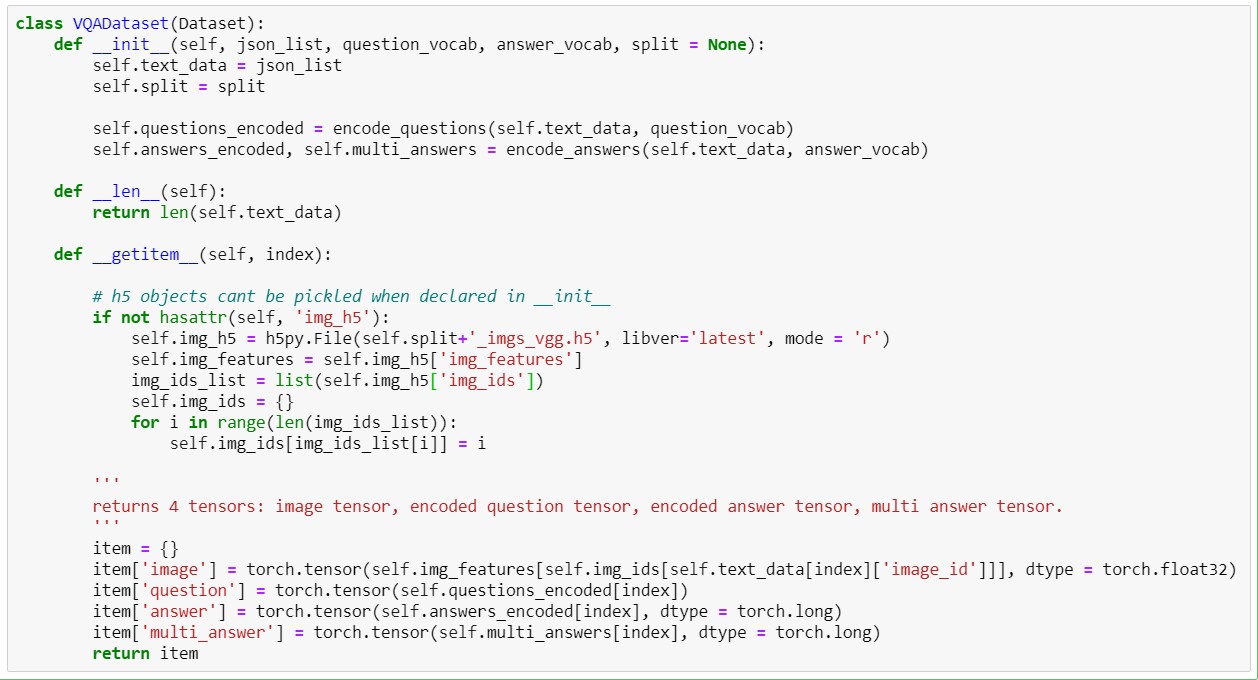 class VQADataset(Dataset):
    def __init__(self, json_list, question_vocab, answer_vocab, split = None):
        self.text_data = json_list
        self.split = split

        self.questions_encoded = encode_questions(self.text_data, question_vocab)
        self.answers_encoded, self.multi_answers = encode_answers(self.text_data, answer_vocab)

    def __len__(self):
        return len(self.text_data)

    def __getitem__(self, index):

        # h5 objects cant be pickled when declared in __init__
        if not hasattr(self, 'img_h5'):
            self.img_h5 = h5py.File(self.split+'_imgs_vgg.h5', libver='latest', mode = 'r')
            self.img_features = self.img_h5['img_features']
            img_ids_list = list(self.img_h5['img_ids'])
            self.img_ids = {}
            for i in range(len(img_ids_list)):
                self.img_ids[img_ids_list[i]] = i

        '''
        returns 4 tensors: image tensor, encoded question tensor, encoded answer tensor, multi answer tensor.
        '''
        item = {}
        item['image'] = torch.tensor(self.img_features[self.img_ids[self.text_data[index]['image_id']]], dtype = torch.float32)
        item['question'] = torch.tensor(self.questions_encoded[index])
        item['answer'] = torch.tensor(self.answers_encoded[index], dtype = torch.long)
        item['multi_answer'] = torch.tensor(self.multi_answers[index], dtype = torch.long)
        return item